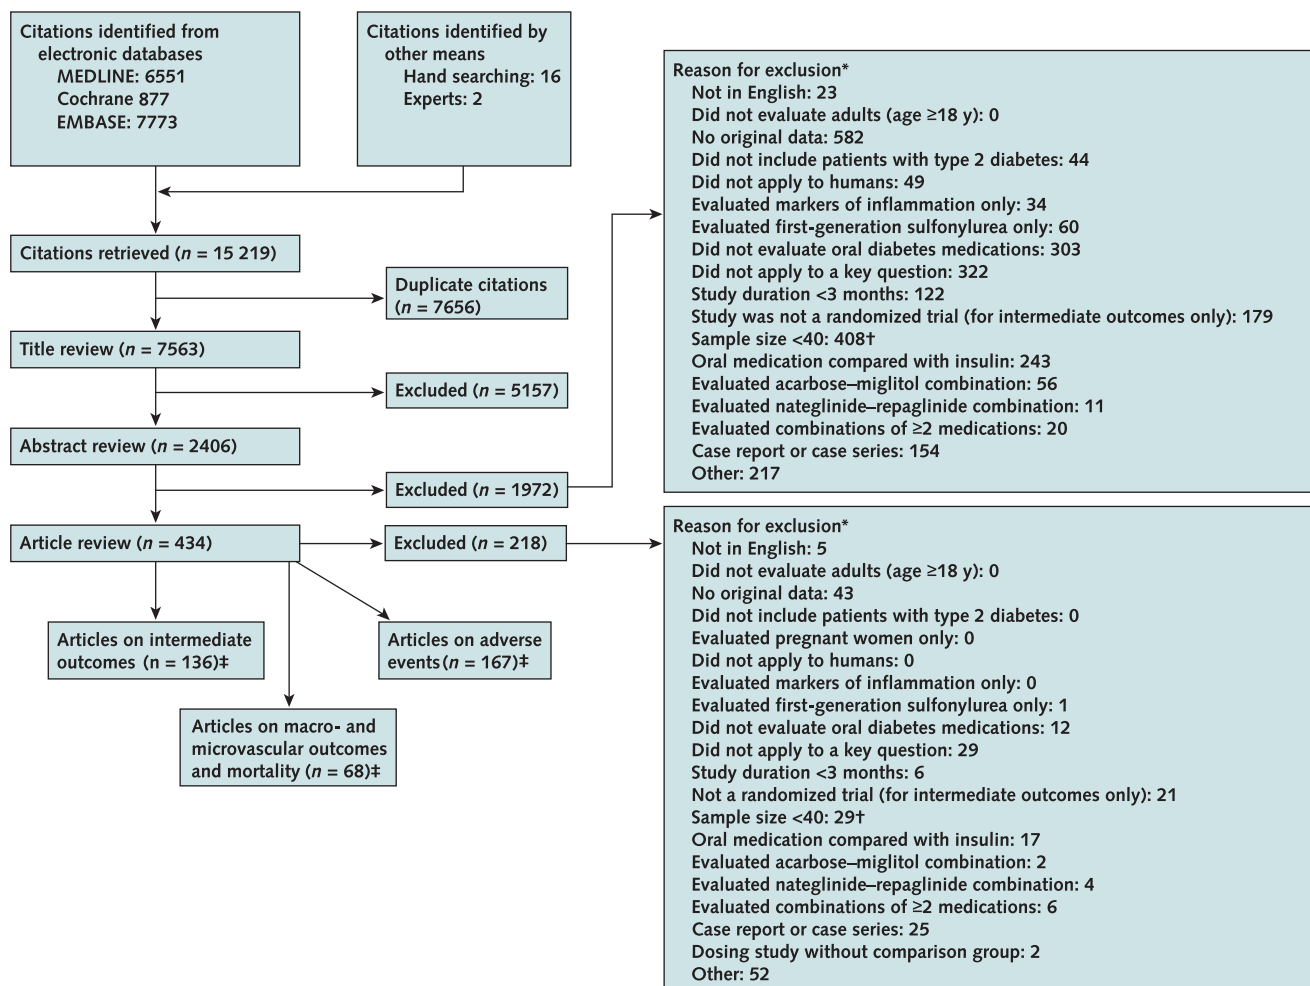 Citations identified from
electronic databases
MEDLINE: 6551
Cochrane 877
EMBASE: 7773
Citations identified by
other means
Hand searching: 16
Experts: 2
Citations retrieved (n = 15 219)
Duplicate citations
(n = 7656)
Title review (n = 7563)
Excluded (n = 5157)
Abstract review (n = 2406)
Excluded (n = 1972)
Article review (n = 434)
Excluded (n = 218)
Articles on intermediate
outcomes (n = 136)‡
Articles on adverse
events (n = 167)‡
Articles on macro- and
microvascular outcomes
and mortality (n = 68)‡
Reason for exclusion*
Not in English: 23
Did not evaluate adults (age ≥18 y): 0
No original data: 582
Did not include patients with type 2 diabetes: 44
Did not apply to humans: 49
Evaluated markers of inflammation only: 34
Evaluated first-generation sulfonylurea only: 60
Did not evaluate oral diabetes medications: 303
Did not apply to a key question: 322
Study duration <3 months: 122
Study was not a randomized trial (for intermediate outcomes only): 179
Sample size <40: 408†
Oral medication compared with insulin: 243
Evaluated acarbose–miglitol combination: 56
Evaluated nateglinide–repaglinide combination: 11
Evaluated combinations of ≥2 medications: 20
Case report or case series: 154
Other: 217
Reason for exclusion*
Not in English: 5
Did not evaluate adults (age ≥18 y): 0
No original data: 43
Did not include patients with type 2 diabetes: 0
Evaluated pregnant women only: 0
Did not apply to humans: 0
Evaluated markers of inflammation only: 0
Evaluated first-generation sulfonylurea only: 1
Did not evaluate oral diabetes medications: 12
Did not apply to a key question: 29
Study duration <3 months: 6
Not a randomized trial (for intermediate outcomes only): 21
Sample size <40: 29†
Oral medication compared with insulin: 17
Evaluated acarbose–miglitol combination: 2
Evaluated nateglinide–repaglinide combination: 4
Evaluated combinations of ≥2 medications: 6
Case report or case series: 25
Dosing study without comparison group: 2
Other: 52